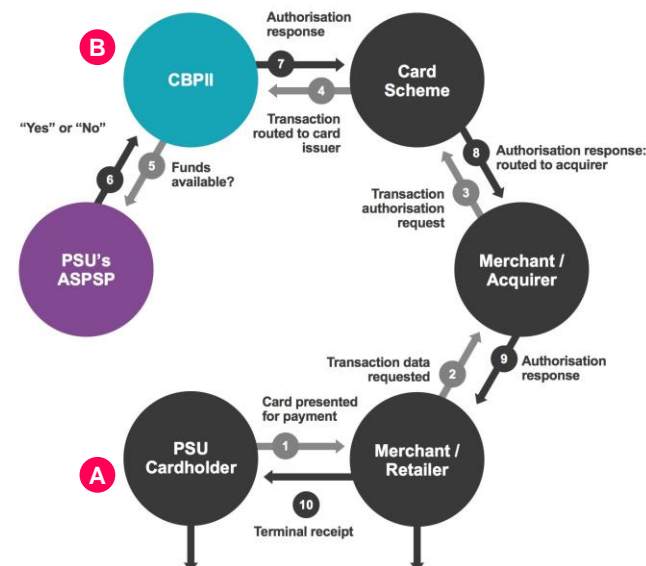 Authorisation
response
B
7
CBPII
Card
Scheme
4
Transaction
routed to card
issuer
“Yes” or “No”
5
Funds
available?
6
8
Authorisation response:
routed to acquirer
3
Transaction
authorisation
request
PSU's
ASPSP
Merchant /
Acquirer
Transaction data
requested
2
9
Authorisation
response
Card presented
for payment
1
PSU
Cardholder
Merchant /
Retailer
A
10
Terminal receipt